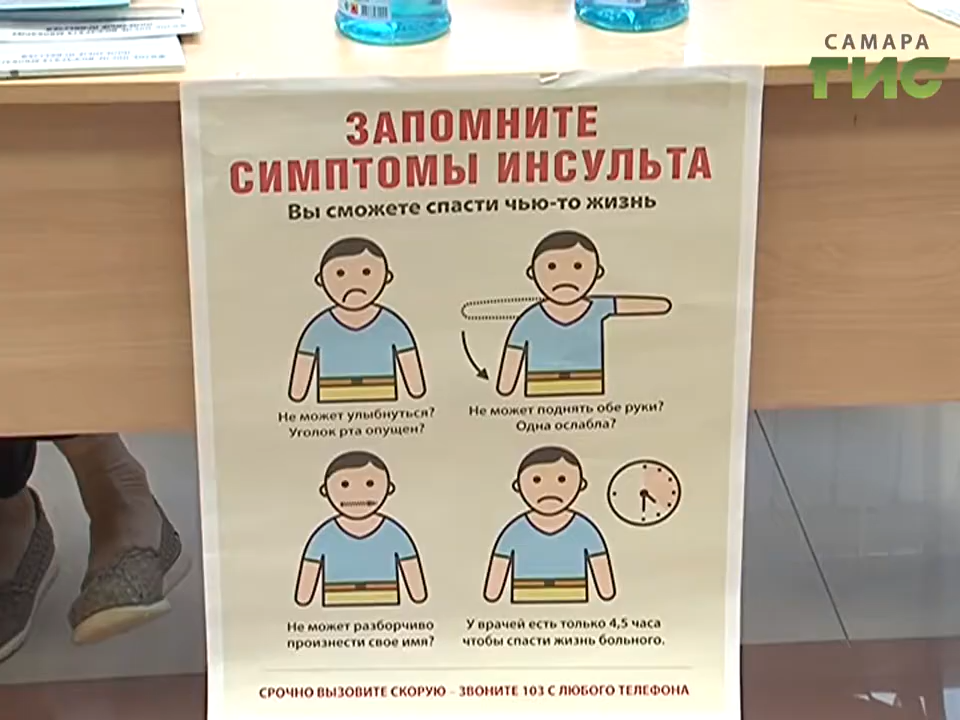 САМАРА
ГИС
ЗАПОМНИТЕ
СИМПТОМЫ ИНСУЛЬТА
Вы сможете спасти чью-то жизнь
Не может улыбнуться?
Уголок рта опущен?
Не может поднять обе руки?
Одна ослабла?
Не может разборчиво
произнести свое имя?
У врачей есть только 4,5 часа
чтобы спасти жизнь больного.
СРОЧНО ВЫЗОВИТЕ СКОРУЮ – ЗВОНИТЕ 103 С ЛЮБОГО ТЕЛЕФОНА